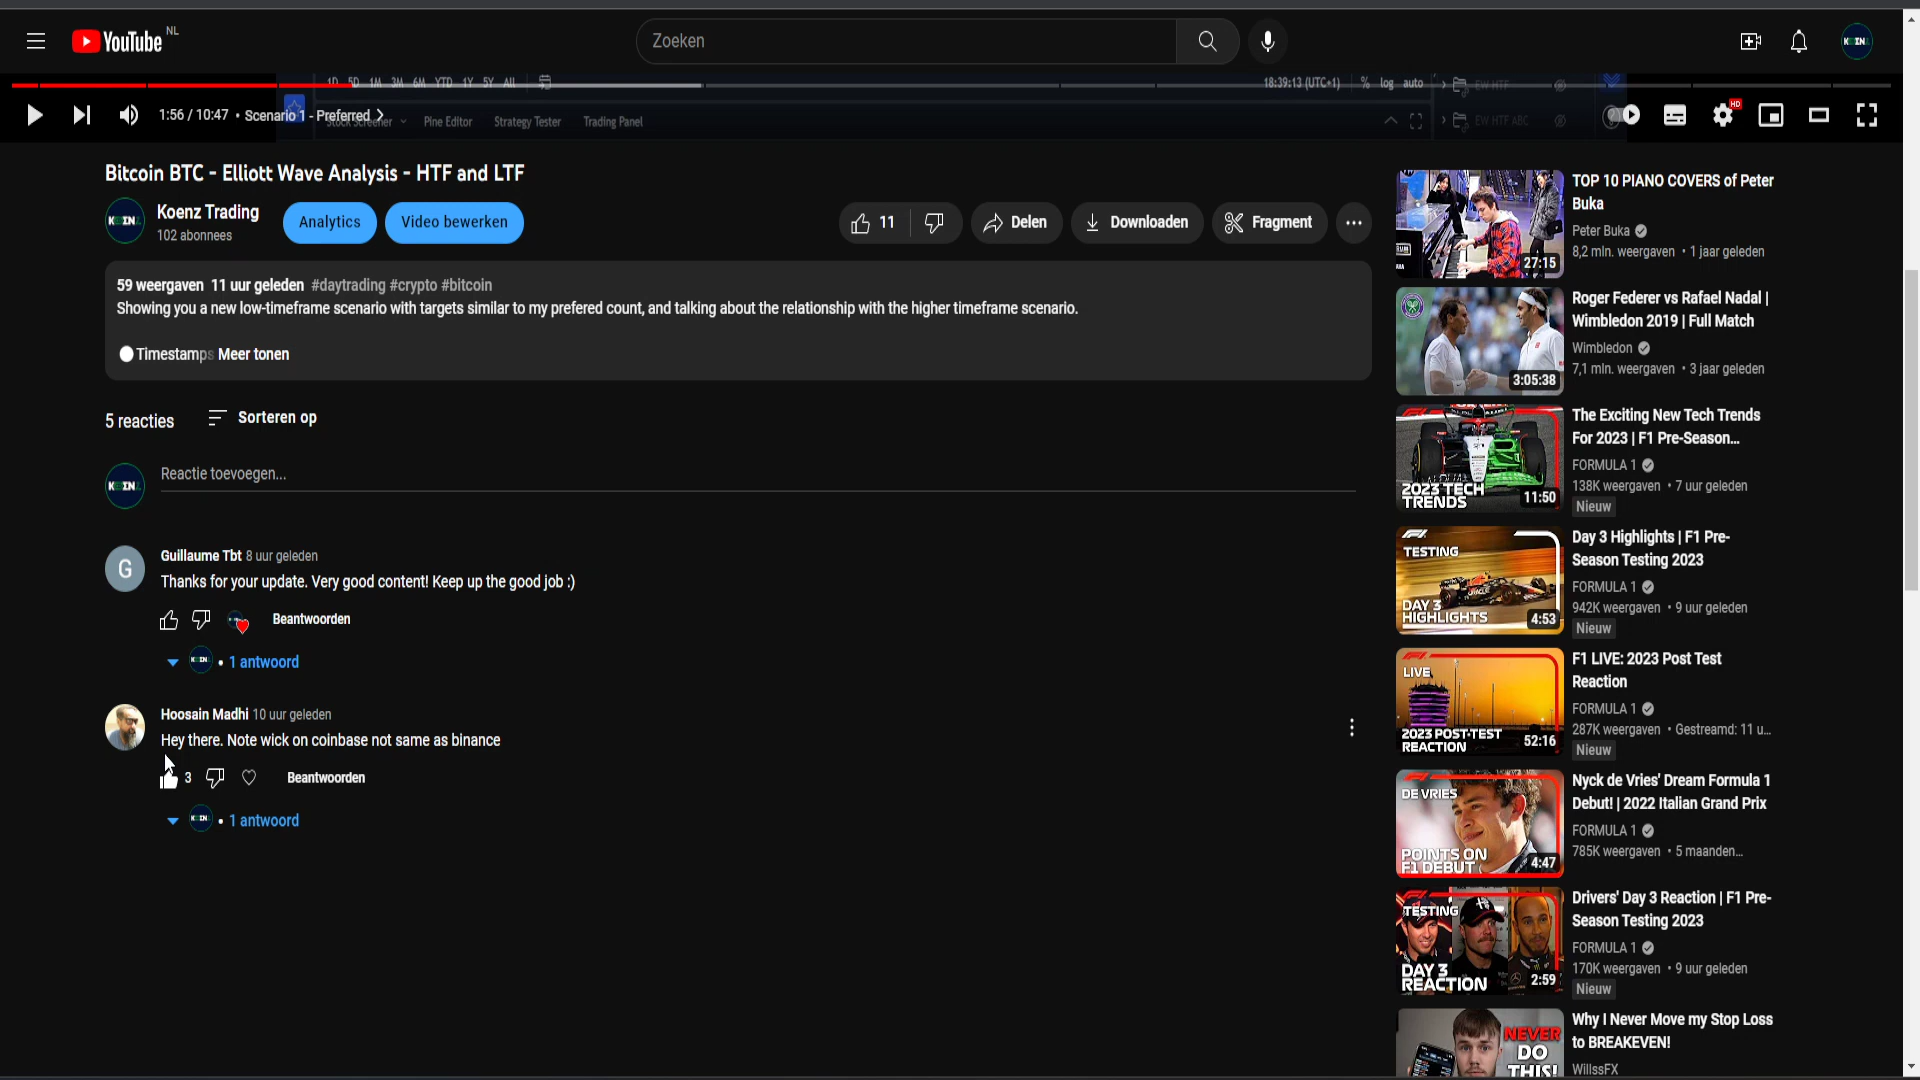 YouTube NL
Zoeken
1D 5D 1M 3M 6M YTD 1Y 5Y All
18:39:13 (UTC+1) % log auto
EW HTF
1:56 / 10:47 • Scenario 1 - Preferred
HD
Stock Screener Pine Editor Strategy Tester Trading Panel
EW HTF ABC
Bitcoin BTC - Elliott Wave Analysis - HTF and LTF
Koenz Trading
102 abonnees
Analytics
Video bewerken
11
Delen
Downloaden
Fragment
59 weergaven 11 uur geleden #daytrading #crypto #bitcoin
Showing you a new low-timeframe scenario with targets similar to my prefered count, and talking about the relationship with the higher timeframe scenario.
Timestamps Meer tonen
5 reacties
Sorteren op
Reactie toevoegen...
G
Guillaume Tbt 8 uur geleden
Thanks for your update. Very good content! Keep up the good job :)
Beantwoorden
• 1 antwoord
Hoosain Madhi 10 uur geleden
Hey there. Note wick on coinbase not same as binance
3
Beantwoorden
• 1 antwoord
27:15
TOP 10 PIANO COVERS of Peter
Buka
Peter Buka
8,2 mln. weergaven • 1 jaar geleden
3:05:38
Roger Federer vs Rafael Nadal |
Wimbledon 2019 | Full Match
Wimbledon
7,1 mln. weergaven • 3 jaar geleden
2023 TECH
TRENDS
11:50
The Exciting New Tech Trends
For 2023 | F1 Pre-Season...
FORMULA 1
138K weergaven • 7 uur geleden
Nieuw
TESTING
DAY 3
HIGHLIGHTS
4:53
Day 3 Highlights | F1 Pre-
Season Testing 2023
FORMULA 1
942K weergaven • 9 uur geleden
Nieuw
LIVE
2023 POST-TEST
REACTION
52:16
F1 LIVE: 2023 Post Test
Reaction
FORMULA 1
287K weergaven • Gestreamd: 11 u...
Nieuw
DE VRIES
POINTS ON
F1 DEBUT
4:47
Nyck de Vries' Dream Formula 1
Debut! | 2022 Italian Grand Prix
FORMULA 1
785K weergaven • 5 maanden...
TESTING
DAY 3
REACTION
2:59
Drivers' Day 3 Reaction | F1 Pre-
Season Testing 2023
FORMULA 1
170K weergaven • 9 uur geleden
Nieuw
NEVER
DO
THIS!
Why I Never Move my Stop Loss
to BREAKEVEN!
WillssFX